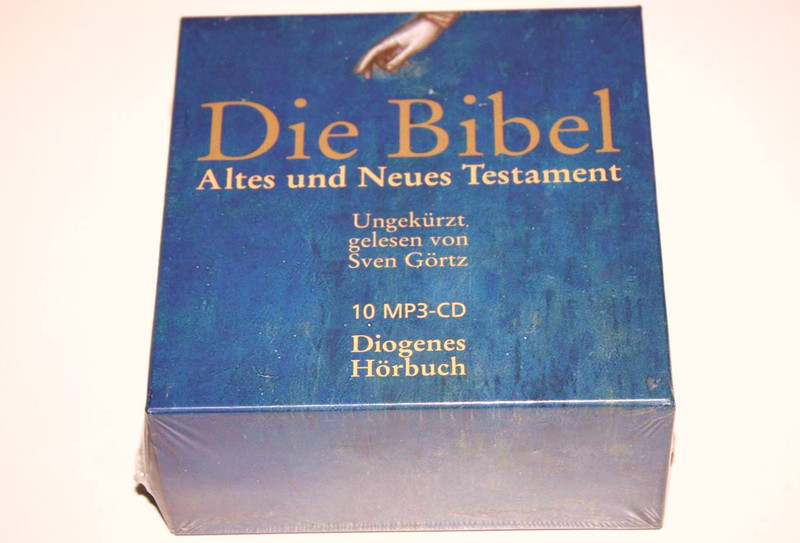 Die Bibel
Altes und Neues Testament
Ungekürzt
gelesen von
Sven Görtz
10 MP3-CD
Diogenes
Hörbuch